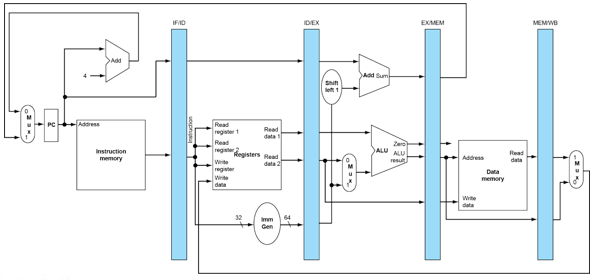 IF/ID
ID/EX
EX/MEM
MEM/WB
Add
4
Add Sum
Shift
left 1
0
M
u
x
1
PC
Address
Instruction
memory
Instruction
Read
register 1
Read
register 2
Write
register
Write
data
Registers
Read
data 1
Read
data 2
0
M
u
x
1
Zero
ALU
ALU
result
Address
Read
data
Data
memory
Write
data
1
M
u
x
0
32
Imm
Gen
64